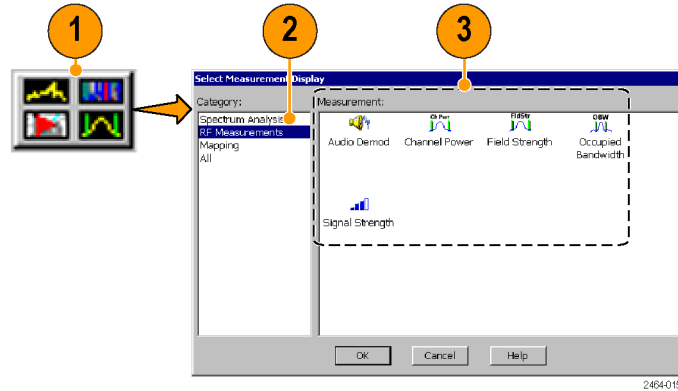 1
2
3
Select Measurement Display
Category:
Measurement:
Spectrum Analysis
RF Measurements
Mapping
All
Ch Pwr
FldStr
OBW
Audio Demod
Channel Power
Field Strength
Occupied
Bandwidth
Signal Strength
OK
Cancel
Help
2464-015